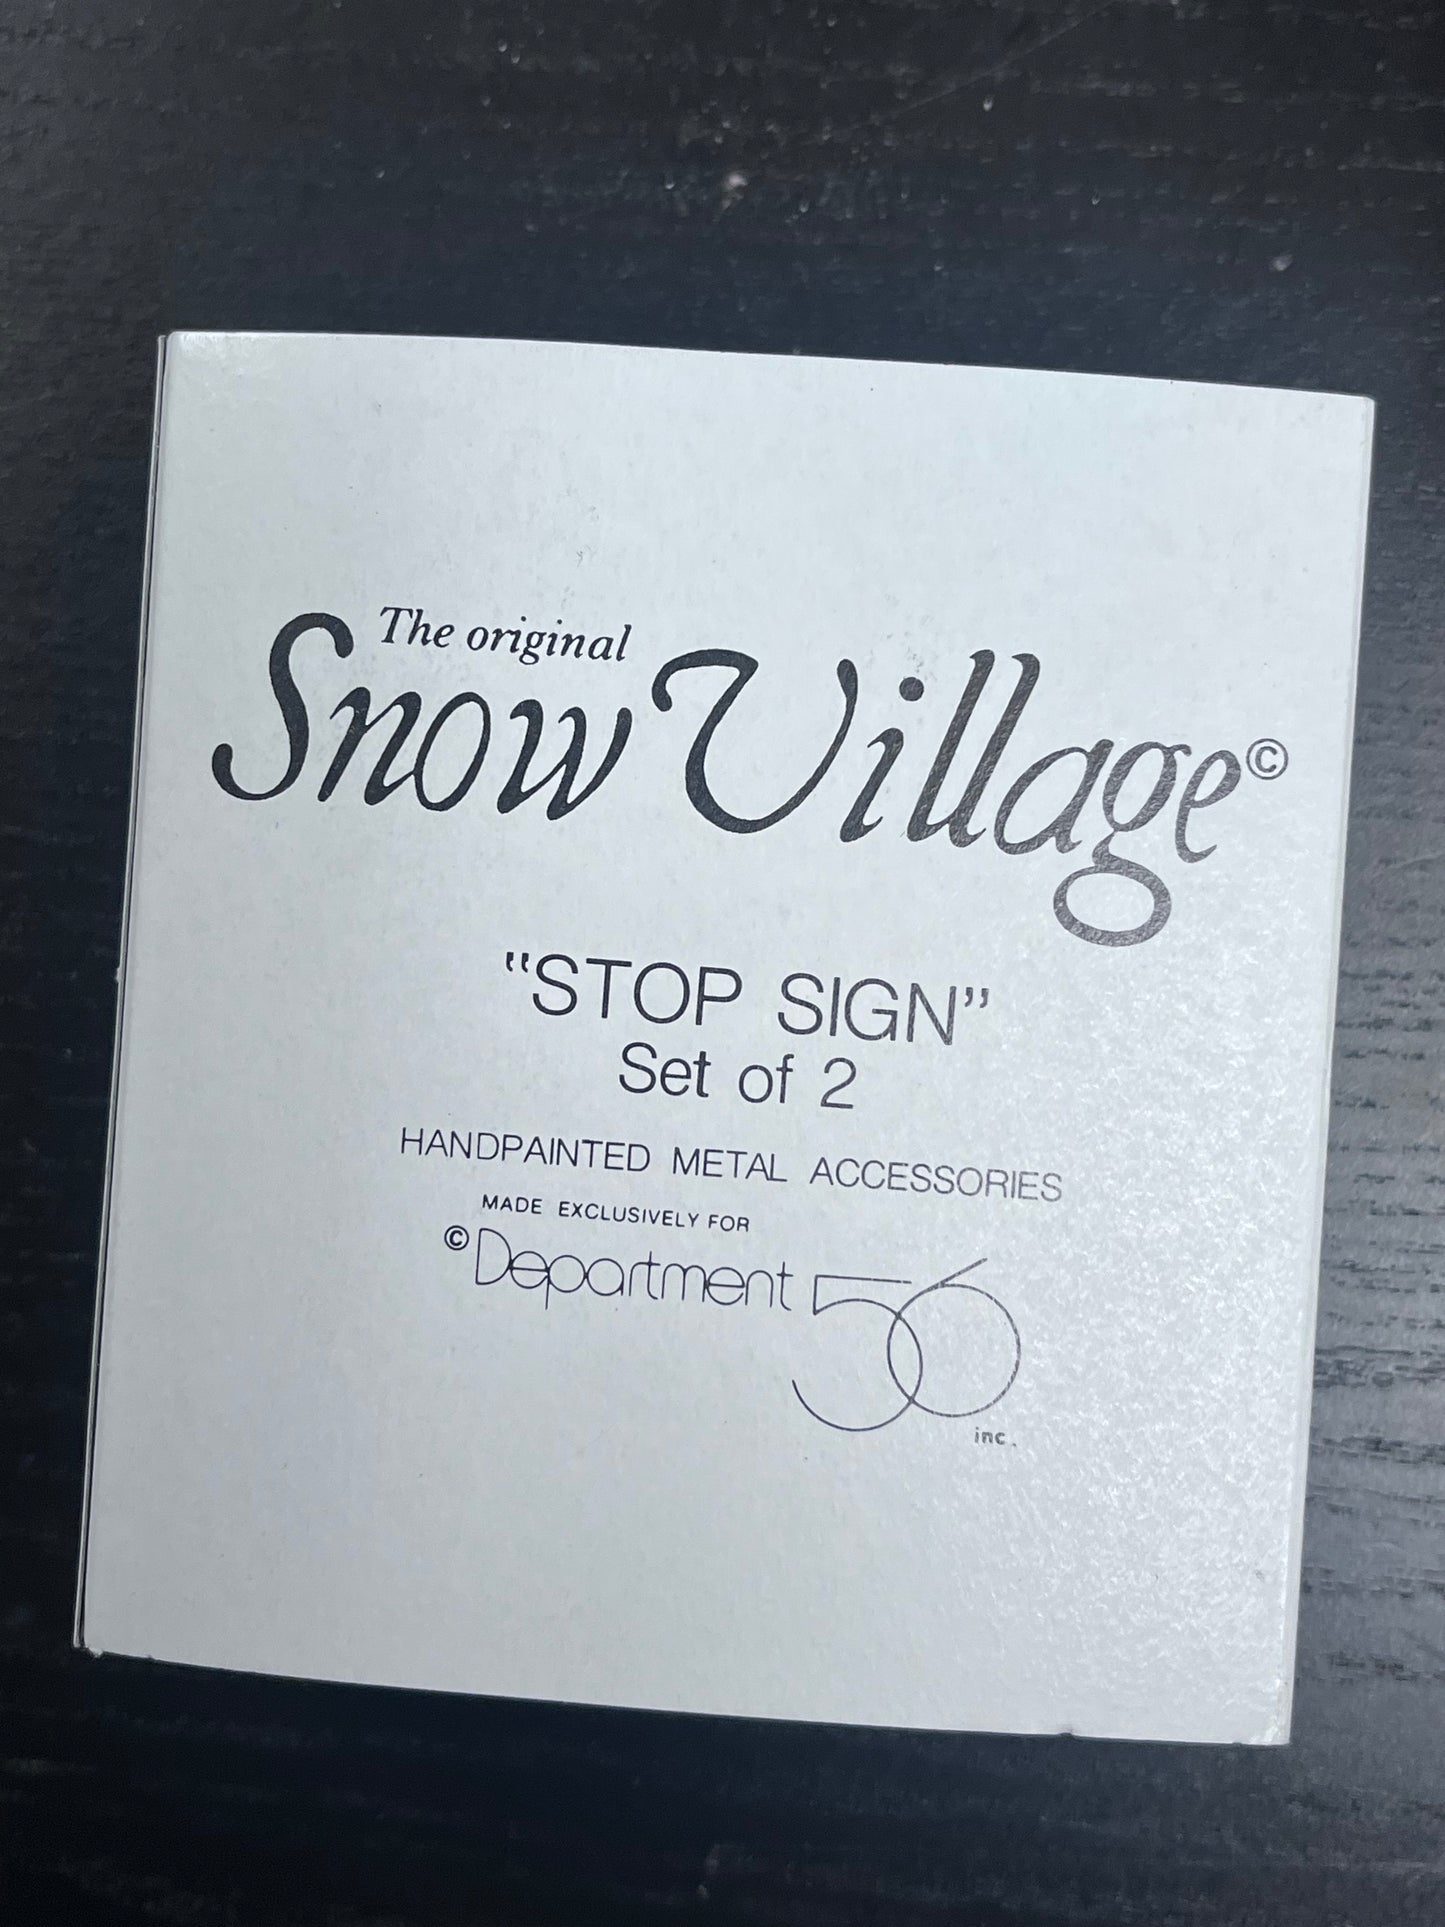 The original
Snow Village©
"STOP SIGN"
Set of 2
HANDPAINTED METAL ACCESSORIES
MADE EXCLUSIVELY FOR
©Department 56
inc.